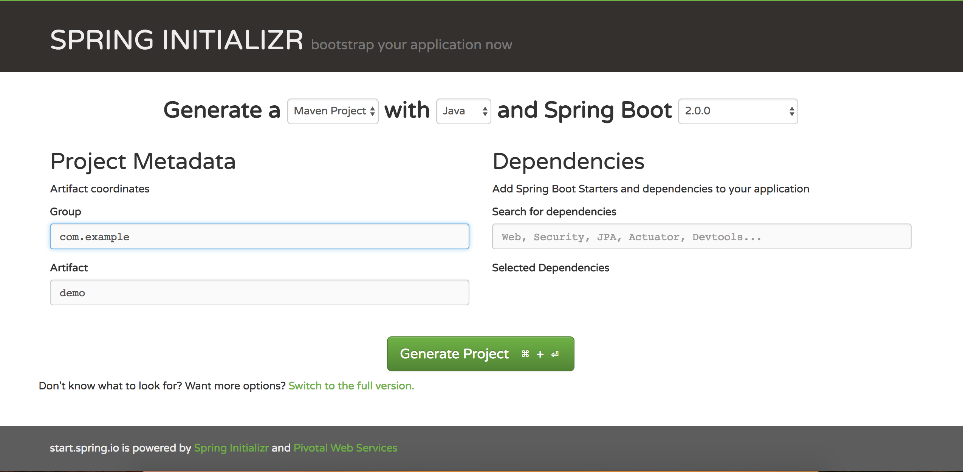 SPRING INITIALIZR bootstrap your application now
Generate a Maven Project with Java and Spring Boot 2.0.0
Project Metadata
Artifact coordinates
Group
com.example
Artifact
demo
Dependencies
Add Spring Boot Starters and dependencies to your application
Search for dependencies
Web, Security, JPA, Actuator, Devtools...
Selected Dependencies
Generate Project ⌘ + ⏎
Don't know what to look for? Want more options? Switch to the full version.
start.spring.io is powered by Spring Initializr and Pivotal Web Services